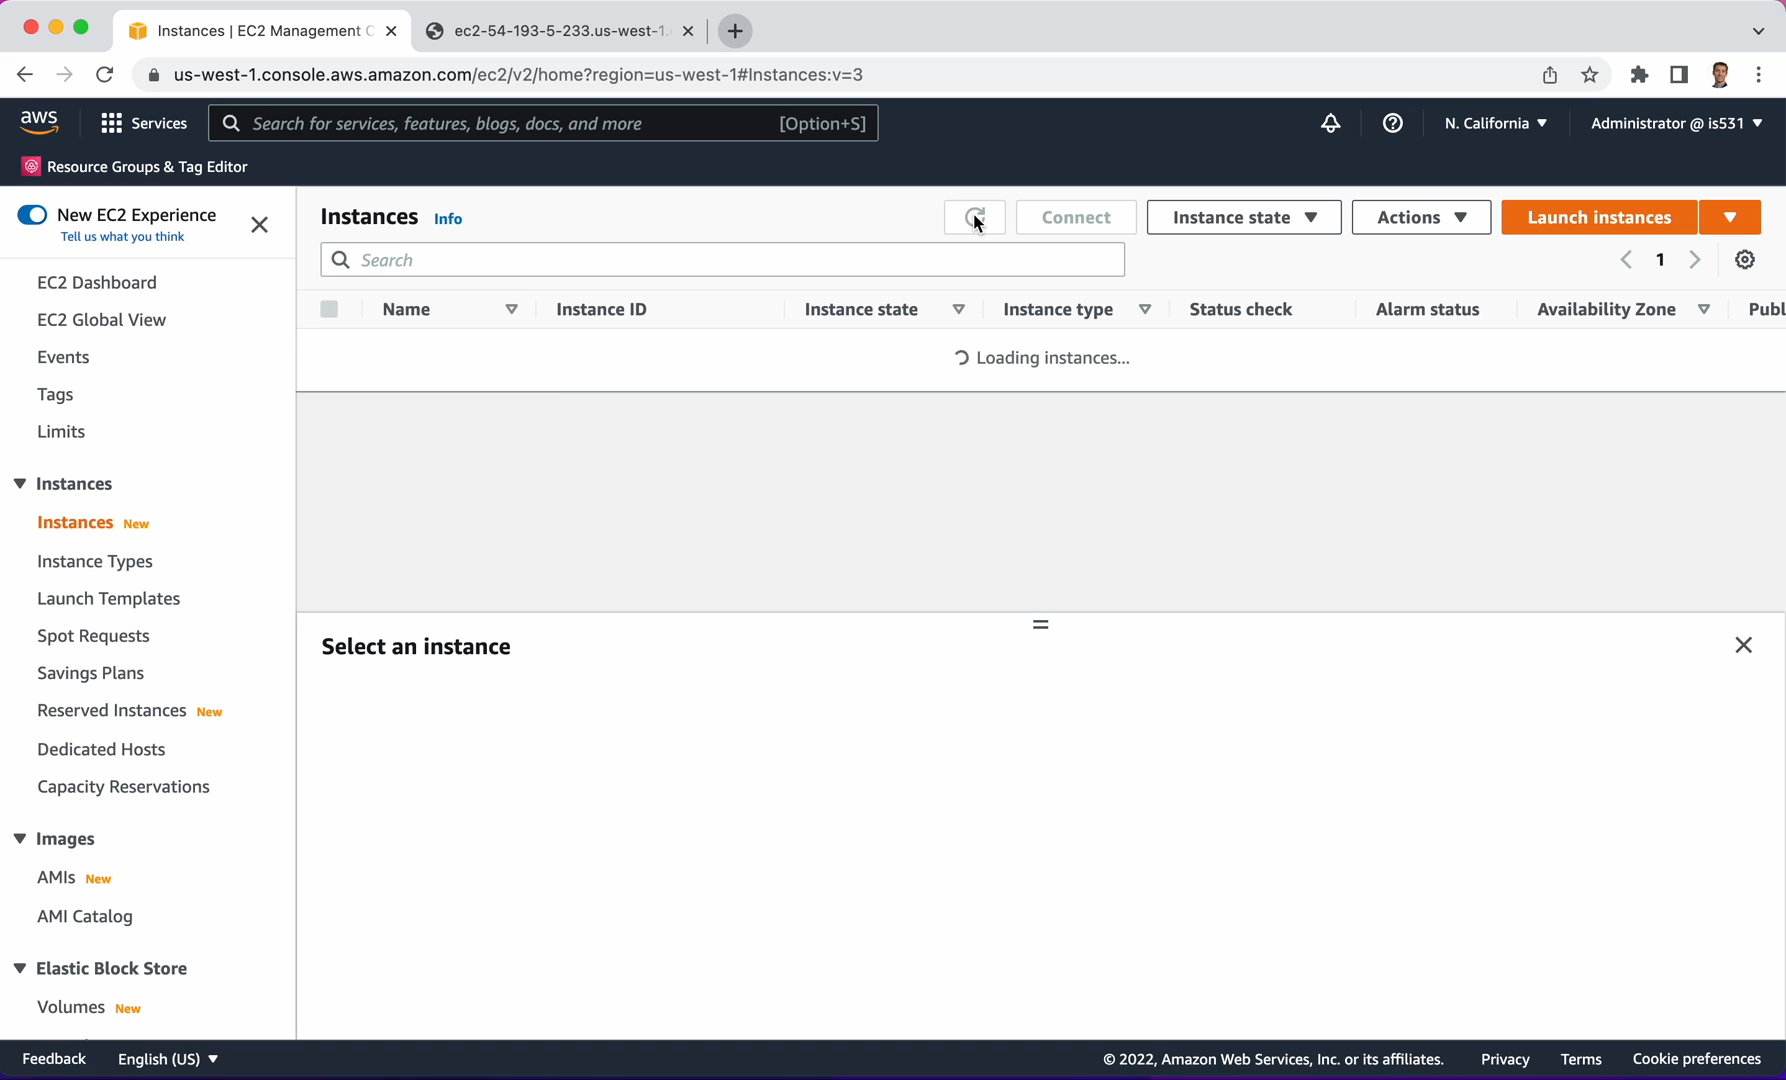 Instances | EC2 Management C
ec2-54-193-5-233.us-west-1.
us-west-1.console.aws.amazon.com/ec2/v2/home?region=us-west-1#Instances:v=3
aws
Services
Search for services, features, blogs, docs, and more
[Option+S]
N. California
Administrator @ is531
Resource Groups & Tag Editor
New EC2 Experience
Tell us what you think
EC2 Dashboard
EC2 Global View
Events
Tags
Limits
Instances
Instances New
Instance Types
Launch Templates
Spot Requests
Savings Plans
Reserved Instances New
Dedicated Hosts
Capacity Reservations
Images
AMIs New
AMI Catalog
Elastic Block Store
Volumes New
Instances Info
Connect
Instance state
Actions
Launch instances
Search
1
Name
Instance ID
Instance state
Instance type
Status check
Alarm status
Availability Zone
Publ
Loading instances...
Select an instance
Feedback
English (US)
© 2022, Amazon Web Services, Inc. or its affiliates.
Privacy
Terms
Cookie preferences